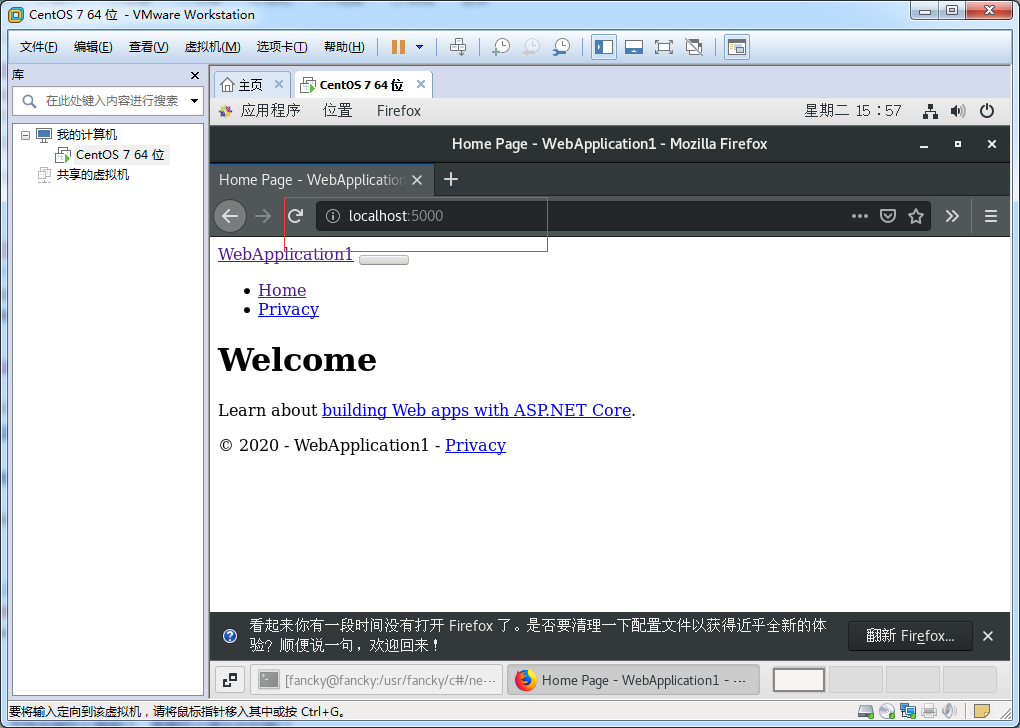 CentOS 7 64 位 - VMware Workstation
文件(F) 编辑(E) 查看(V) 虚拟机(M) 选项卡(T) 帮助(H)
库
在此处键入内容进行搜索
我的计算机
CentOS 7 64 位
共享的虚拟机
主页 CentOS 7 64 位
应用程序 位置 Firefox 星期二 15：57
Home Page - WebApplication1 - Mozilla Firefox
Home Page - WebApplication
localhost:5000
WebApplication1
Home
Privacy
Welcome
Learn about building Web apps with ASP.NET Core.
© 2020 - WebApplication1 - Privacy
看起来你有一段时间没有打开 Firefox 了。是否要清理一下配置文件以获得近乎全新的体
验？顺便说一句，欢迎回来！
翻新 Firefox...
[fancky@fancky:/usr/fancky/c#/ne··· Home Page - WebApplication1 - ···
要将输入定向到该虚拟机，请将鼠标指针移入其中或按 Ctrl+G。